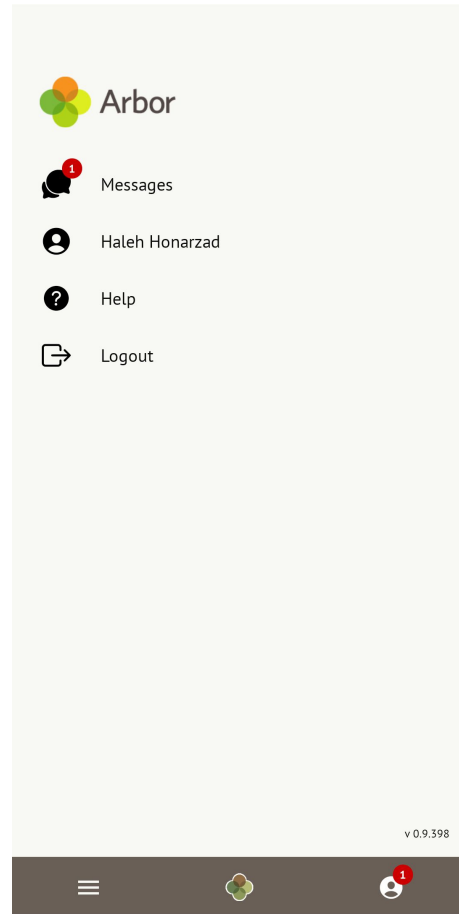 Arbor
1
Messages
Haleh Honarzad
?
Help
Logout
v 0.9.398
1